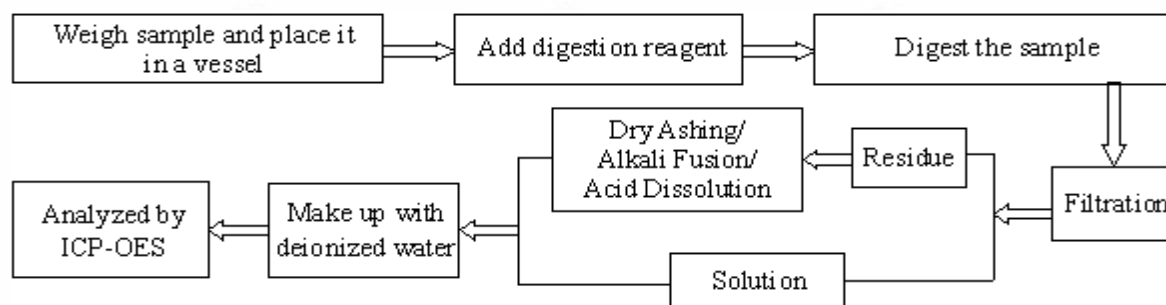 Weigh sample and place it
in a vessel
Add digestion reagent
Digest the sample
Filtration
Residue
Dry Ashing/
Alkali Fusion/
Acid Dissolution
Solution
Make up with
deionized water
Analyzed by
ICP-OES